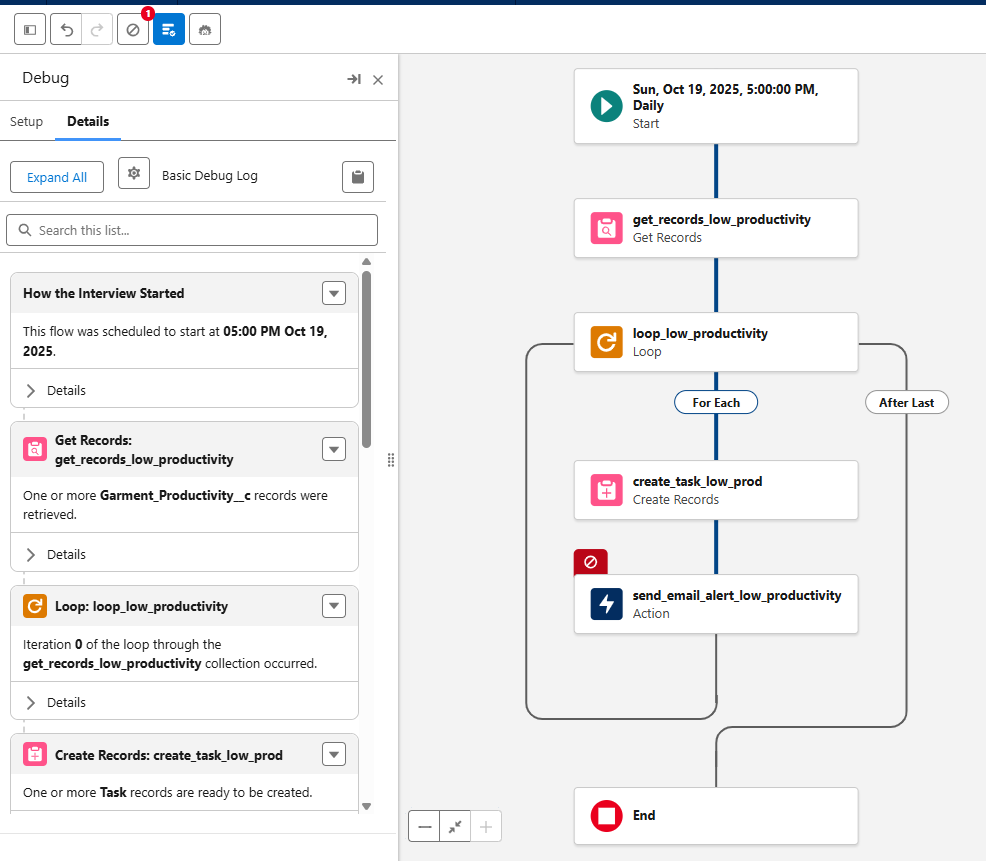 1
Debug
Setup
Details
Expand All
Basic Debug Log
Search this list...
How the Interview Started
This flow was scheduled to start at 05:00 PM Oct 19,
2025.
Details
Get Records:
get_records_low_productivity
One or more Garment_Productivity__c records were
retrieved.
Details
Loop: loop_low_productivity
Iteration 0 of the loop through the
get_records_low_productivity collection occurred.
Details
Create Records: create_task_low_prod
One or more Task records are ready to be created.
Sun, Oct 19, 2025, 5:00:00 PM,
Daily
Start
get_records_low_productivity
Get Records
loop_low_productivity
Loop
For Each
After Last
create_task_low_prod
Create Records
send_email_alert_low_productivity
Action
End